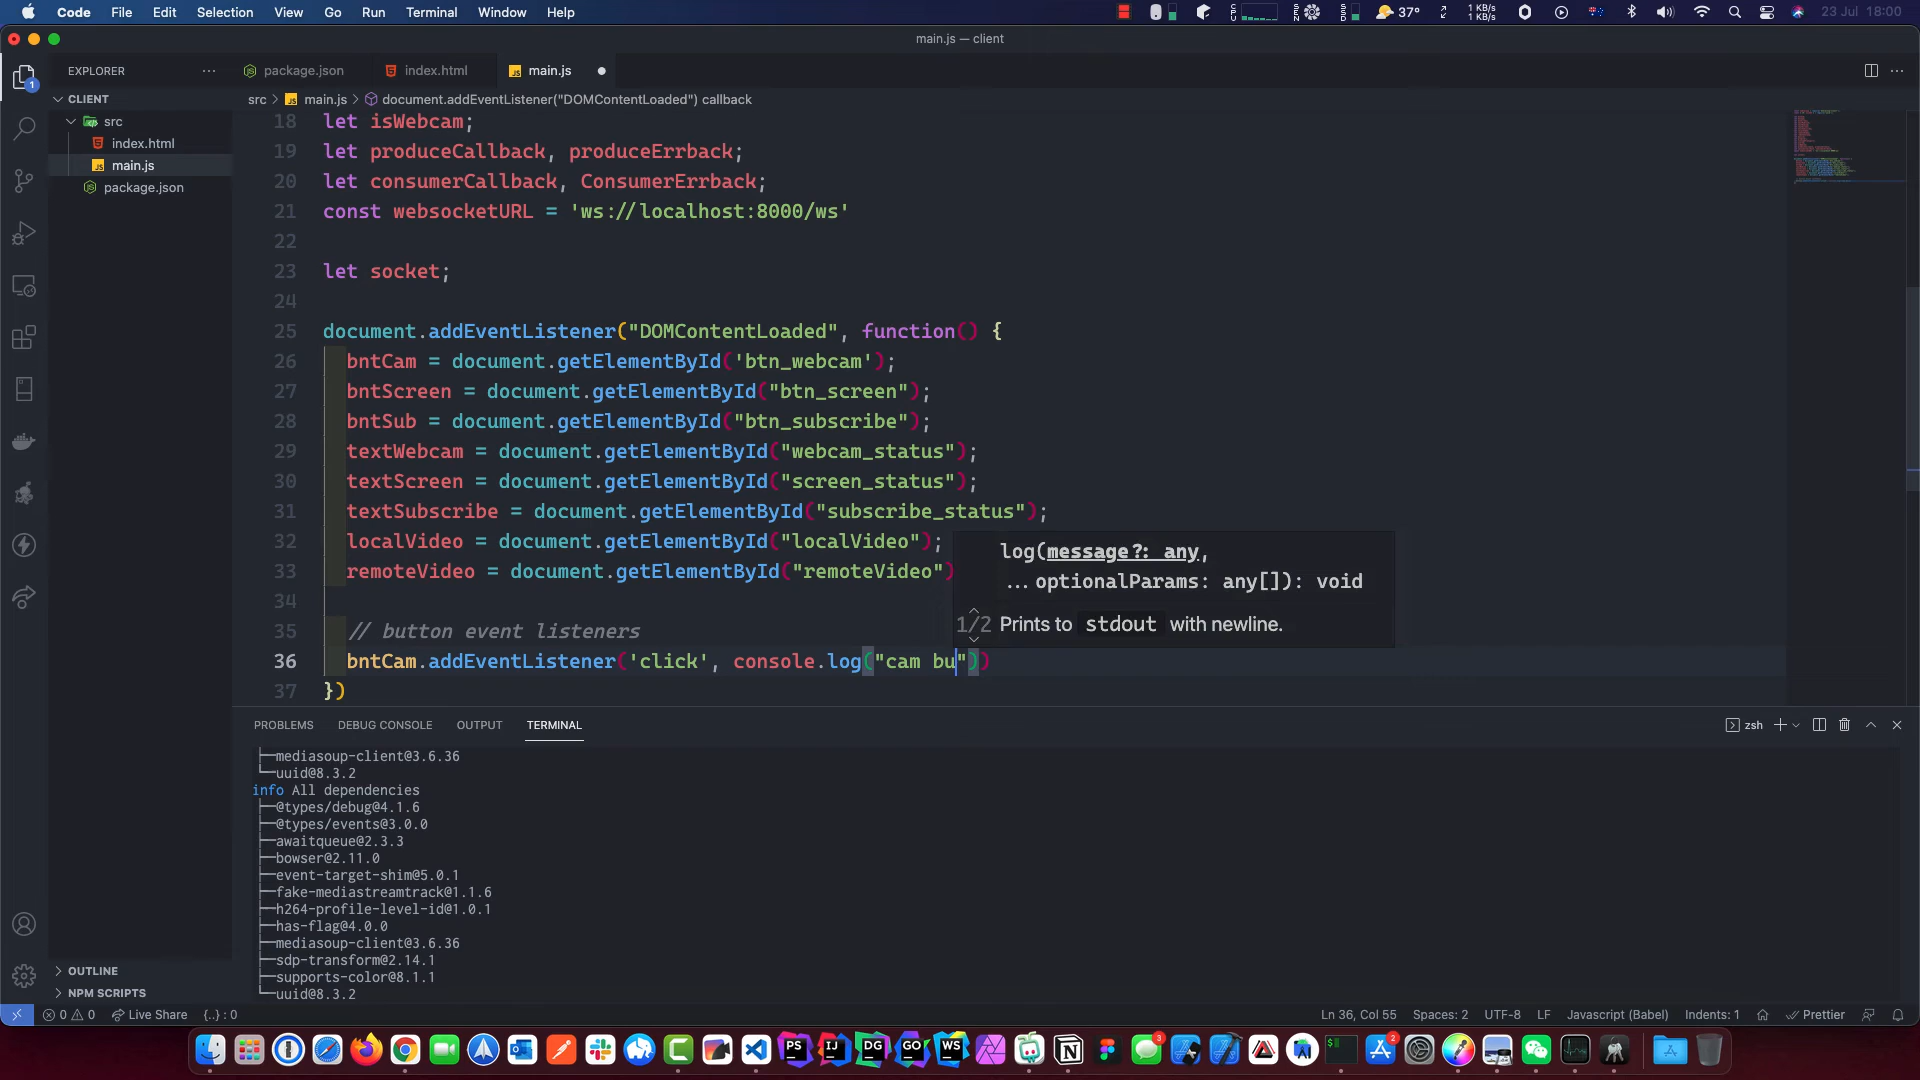 Code File Edit Selection View Go Run Terminal Window Help 37° 1 KB/s 1 KB/s 23 Jul 18:00
main.js — client
EXPLORER package.json index.html main.js
CLIENT
src > main.js > document.addEventListener("DOMContentLoaded") callback
src
index.html
main.js
package.json
18 let isWebcam;
19 let produceCallback, produceErrback;
20 let consumerCallback, ConsumerErrback;
21 const websocketURL = 'ws://localhost:8000/ws'
22
23 let socket;
24
25 document.addEventListener("DOMContentLoaded", function() {
26 bntCam = document.getElementById('btn_webcam');
27 bntScreen = document.getElementById("btn_screen");
28 bntSub = document.getElementById("btn_subscribe");
29 textWebcam = document.getElementById("webcam_status");
30 textScreen = document.getElementById("screen_status");
31 textSubscribe = document.getElementById("subscribe_status");
32 localVideo = document.getElementById("localVideo");
33 remoteVideo = document.getElementById("remoteVideo")
34
35 // button event listeners
36 bntCam.addEventListener('click', console.log("cam bu"))
37 })
log(message?: any,
...optionalParams: any[]): void
1/2 Prints to stdout with newline.
PROBLEMS DEBUG CONSOLE OUTPUT TERMINAL zsh
├─mediasoup-client@3.6.36
└─uuid@8.3.2
info All dependencies
├─@types/debug@4.1.6
├─@types/events@3.0.0
├─awaitqueue@2.3.3
├─bowser@2.11.0
├─event-target-shim@5.0.1
├─fake-mediastreamtrack@1.1.6
├─h264-profile-level-id@1.0.1
├─has-flag@4.0.0
├─mediasoup-client@3.6.36
├─sdp-transform@2.14.1
├─supports-color@8.1.1
└─uuid@8.3.2
OUTLINE
NPM SCRIPTS
0 0 Live Share {..} : 0 Ln 36, Col 55 Spaces: 2 UTF-8 LF Javascript (Babel) Indents: 1 Prettier
PS IJ DG GO WS 3 2